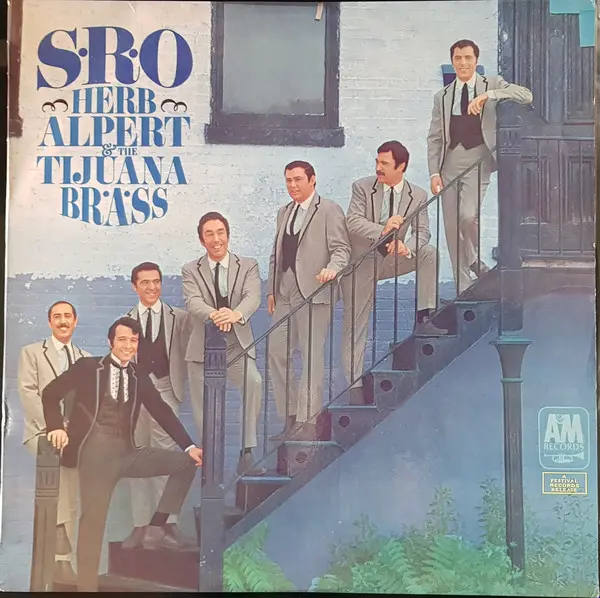 S·R·O
HERB
ALPERT
& THE
TIJUANA
BRASS
A&M
RECORDS
A
FESTIVAL
RECORDS
RELEASE